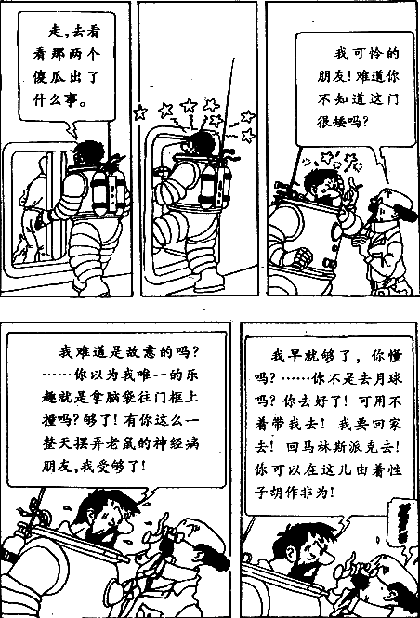 走,去看
看那两个
傻瓜出了
什么事。
我可怜的
朋友!难道你
不知道这门
很矮吗?
我难道是故意的吗?
……你以为我唯一的乐
趣就是拿脑袋往门框上
撞吗?够了!有你这么一
整天摆弄老鼠的神经病
朋友,我受够了!
我早就够了,你懂
吗?……你不是去月球
吗?你去好了!可用不
着带我去!我要回家
去!回马林斯派克去!
你可以在这儿由着性
子胡作非为!